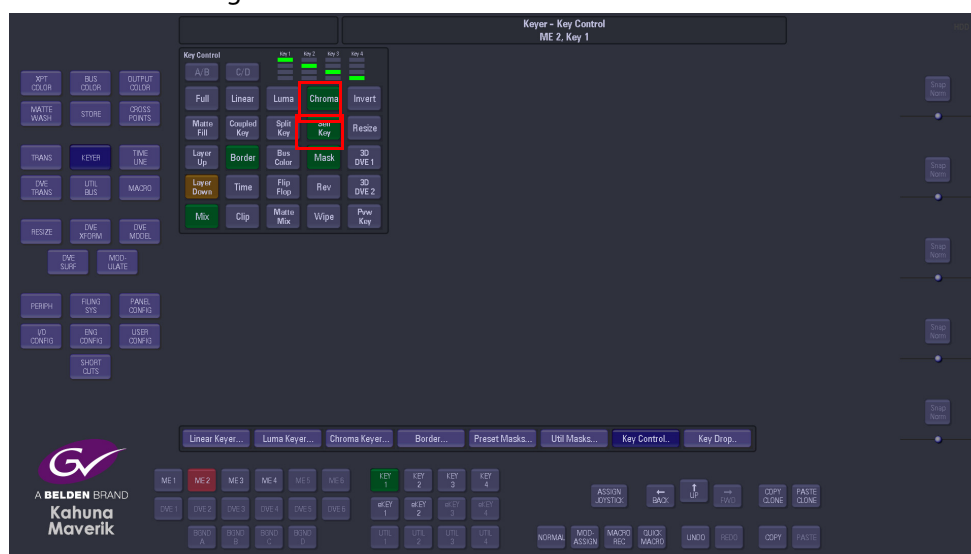 Keyer - Key Control
ME 2, Key 1
Key Control
Key 1 Key 2 Key 3 Key 4
A/B C/D
Full Linear Luma Chroma Invert
Matte Fill
Coupled Key
Split Key
Key
Resize
Layer Up
Border
Bus Color
Mask
3D DVE 1
Layer Down
Time
Flip Flop
Rev
3D DVE 2
Mix
Clip
Matte Mix
Wipe
Pvw Key
XPT COLOR
BUS COLOR
OUTPUT COLOR
MATTE WASH
STORE
CROSS POINTS
TRANS
KEYER
TIME LINE
DVE TRANS
UTIL BUS
MACRO
RESIZE
DVE XFORM
DVE MODEL
DVE SURF
MOD- ULATE
PERIPH
FILING SYS
PANEL CONFIG
I/O CONFIG
ENG CONFIG
USER CONFIG
SHORT CUTS
Snap Norm
Snap Norm
Snap Norm
Snap Norm
Snap Norm
Linear Keyer... Luma Keyer... Chroma Keyer... Border... Preset Masks... Util Masks... Key Control.. Key Drop..
GV
A BELDEN BRAND
Kahuna
Maverik
ME 1 ME 2 ME 3 ME 4 ME 5 ME 6
KEY 1
KEY 2
KEY 3
KEY 4
DVE 1 DVE 2 DVE 3 DVE 4 DVE 5 DVE 6
eKEY 1
eKEY 2
eKEY 3
eKEY 4
BOND A
BOND B
BOND C
BOND D
UTIL 1
UTIL 2
UTIL 3
UTIL 4
ASSIGN JOYSTICK
BACK
UP
FWD
COPY CLONE
PASTE CLONE
NORMAL
MOD- ASSIGN
MACRO REC
QUICK MACRO
UNDO
REDO
COPY
PASTE